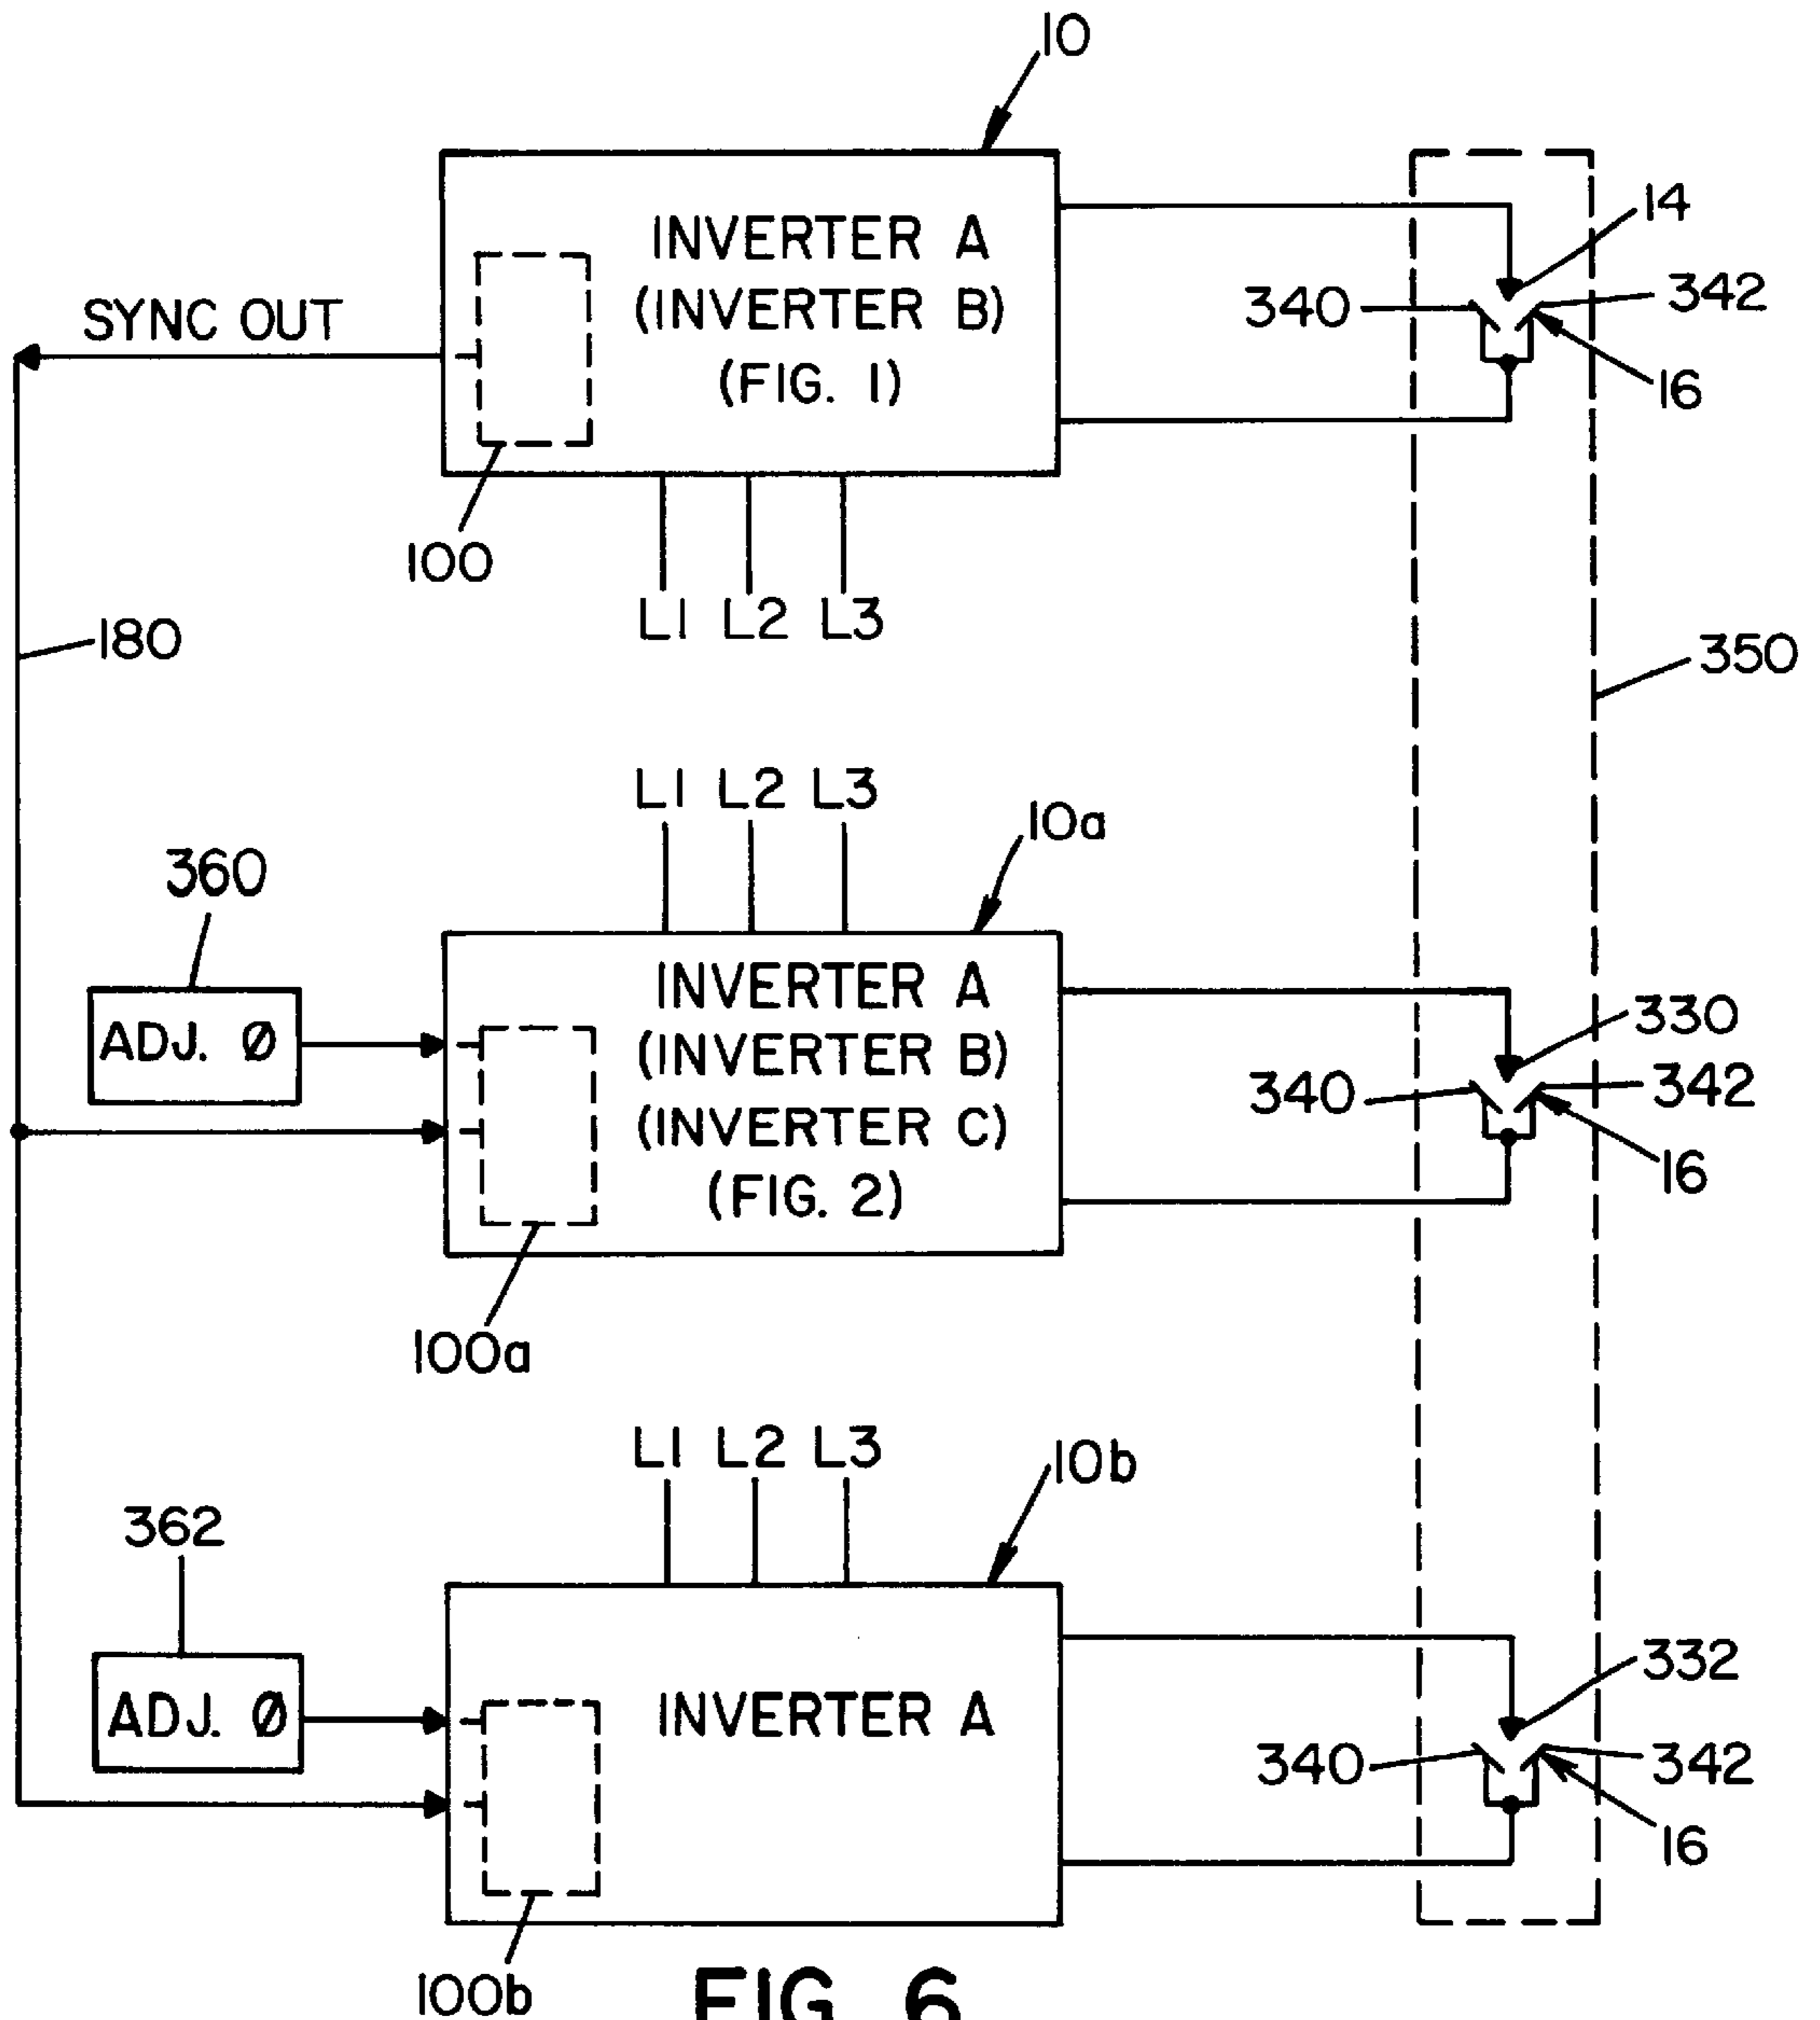 10
INVERTER A
(INVERTER B)
(FIG. 1)
SYNC OUT
14
340
342
16
100
L1 L2 L3
180
350
L1 L2 L3
10a
360
ADJ. Ø
INVERTER A
(INVERTER B)
(INVERTER C)
(FIG. 2)
330
340
342
16
100a
L1 L2 L3
10b
362
ADJ. Ø
INVERTER A
332
340
342
16
100b
FIG. 6